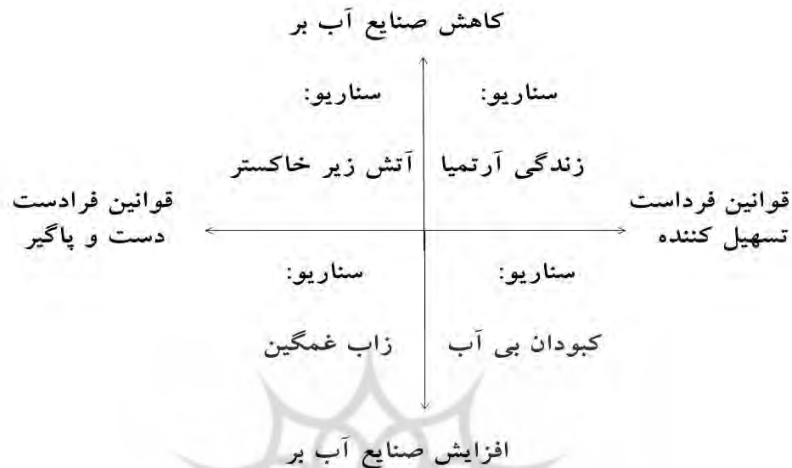 کاهش صنایع آب بر
سناریو:
سناریو:
زندگی آرتمیا
آتش زیر خاکستر
قوانین فرداست
تسهیل کننده
قوانین فرادست
دست و پاگیر
سناریو:
سناریو:
کبودان بی آب
زاب غمگین
افزایش صنایع آب بر